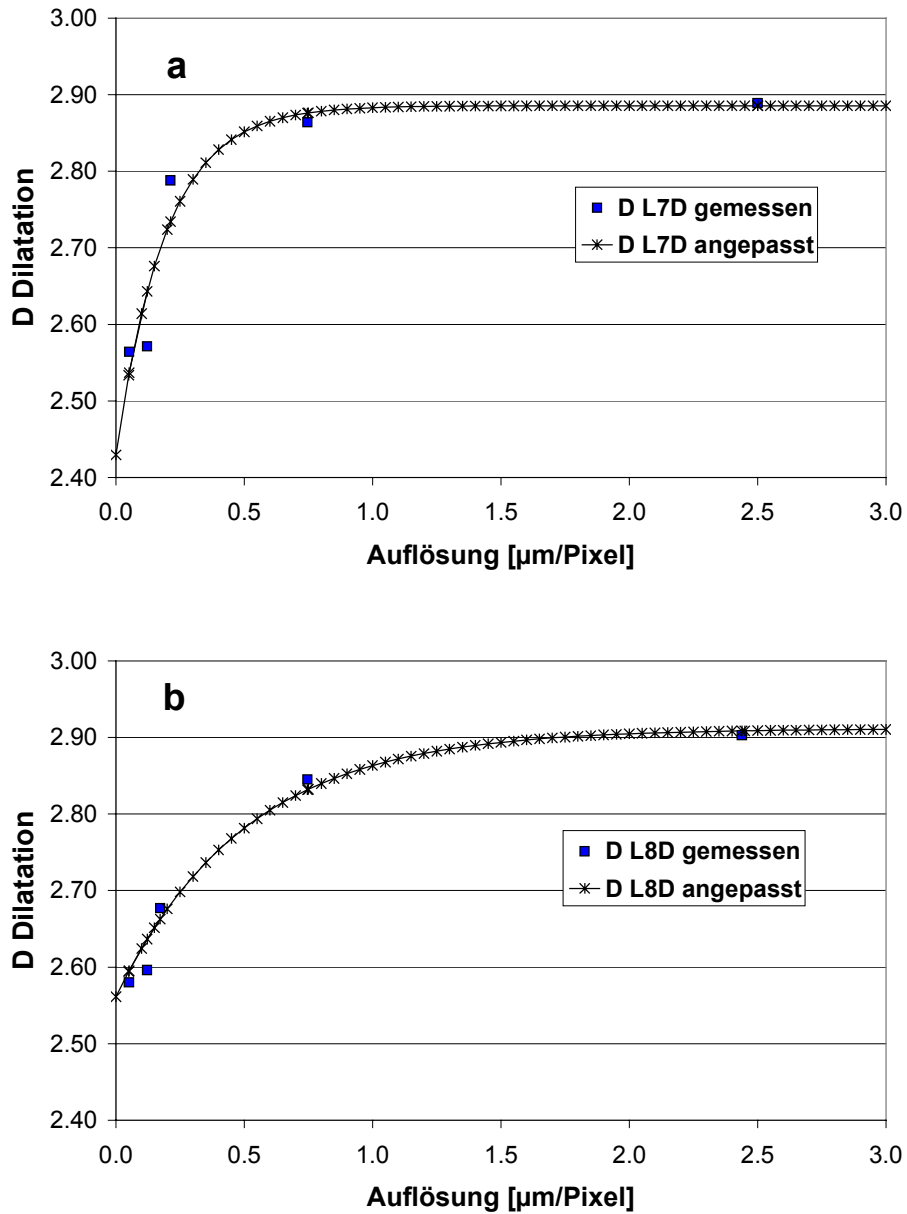 3.00
a
2.90
2.80
D L7D gemessen
2.70
D L7D angepasst
2.60
2.50
2.40
D Dilatation
0.0 0.5 1.0 1.5 2.0 2.5 3.0
Auflösung [µm/Pixel]
3.00
b
2.90
2.80
D L8D gemessen
2.70
D L8D angepasst
2.60
2.50
2.40
D Dilatation
0.0 0.5 1.0 1.5 2.0 2.5 3.0
Auflösung [µm/Pixel]